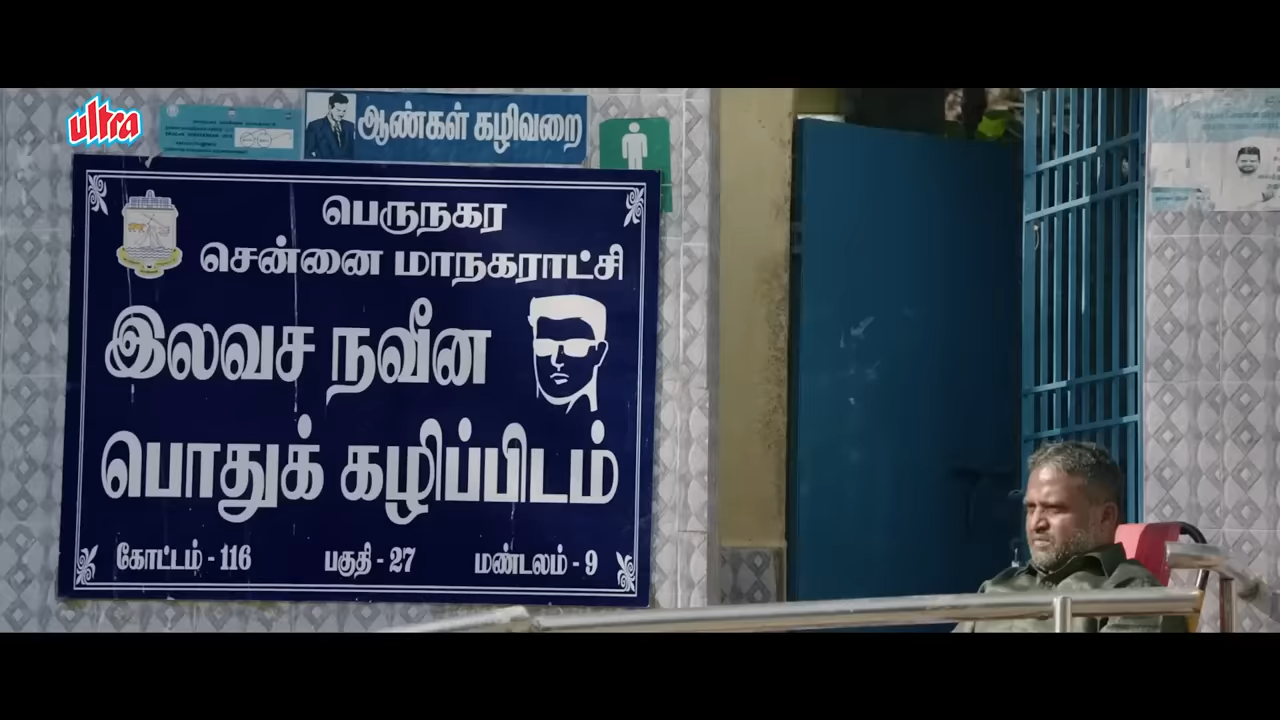 ultra
ஆண்கள் கழிவறை
பெருநகர
சென்னை மாநகராட்சி
இலவச நவீன
பொதுக் கழிப்பிடம்
கோட்டம் - 116 பகுதி - 27 மண்டலம் - 9